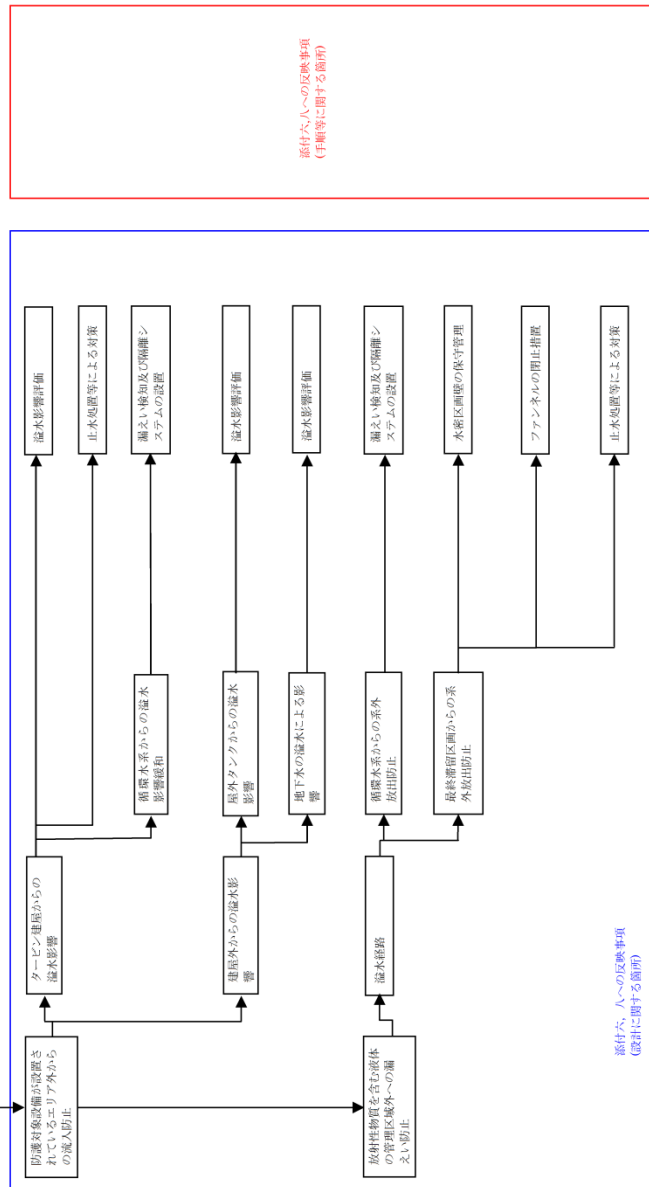 防護対象設備が設置さ
れているエリア外から
の流入防止
タービン建屋からの
溢水影響
溢水影響評価
止水処置等による対策
循環水系からの溢水
影響緩和
漏えい検知及び隔離シ
ステムの設置
建屋外からの溢水影
響
屋外タンクからの溢水
影響
溢水影響評価
地下水の溢水による影
響
溢水影響評価
放射性物質を含む液体
の管理区域外への漏
えい防止
溢水経路
循環水系からの系外
放出防止
漏えい検知及び隔離シ
ステムの設置
最終滞留区画からの系
外放出防止
水密区画壁の保守管理
ファンネルの閉止措置
止水処置等による対策
添付六，八への反映事項
(設計に関する箇所)
添付六,八への反映事項
(手順等に関する箇所)